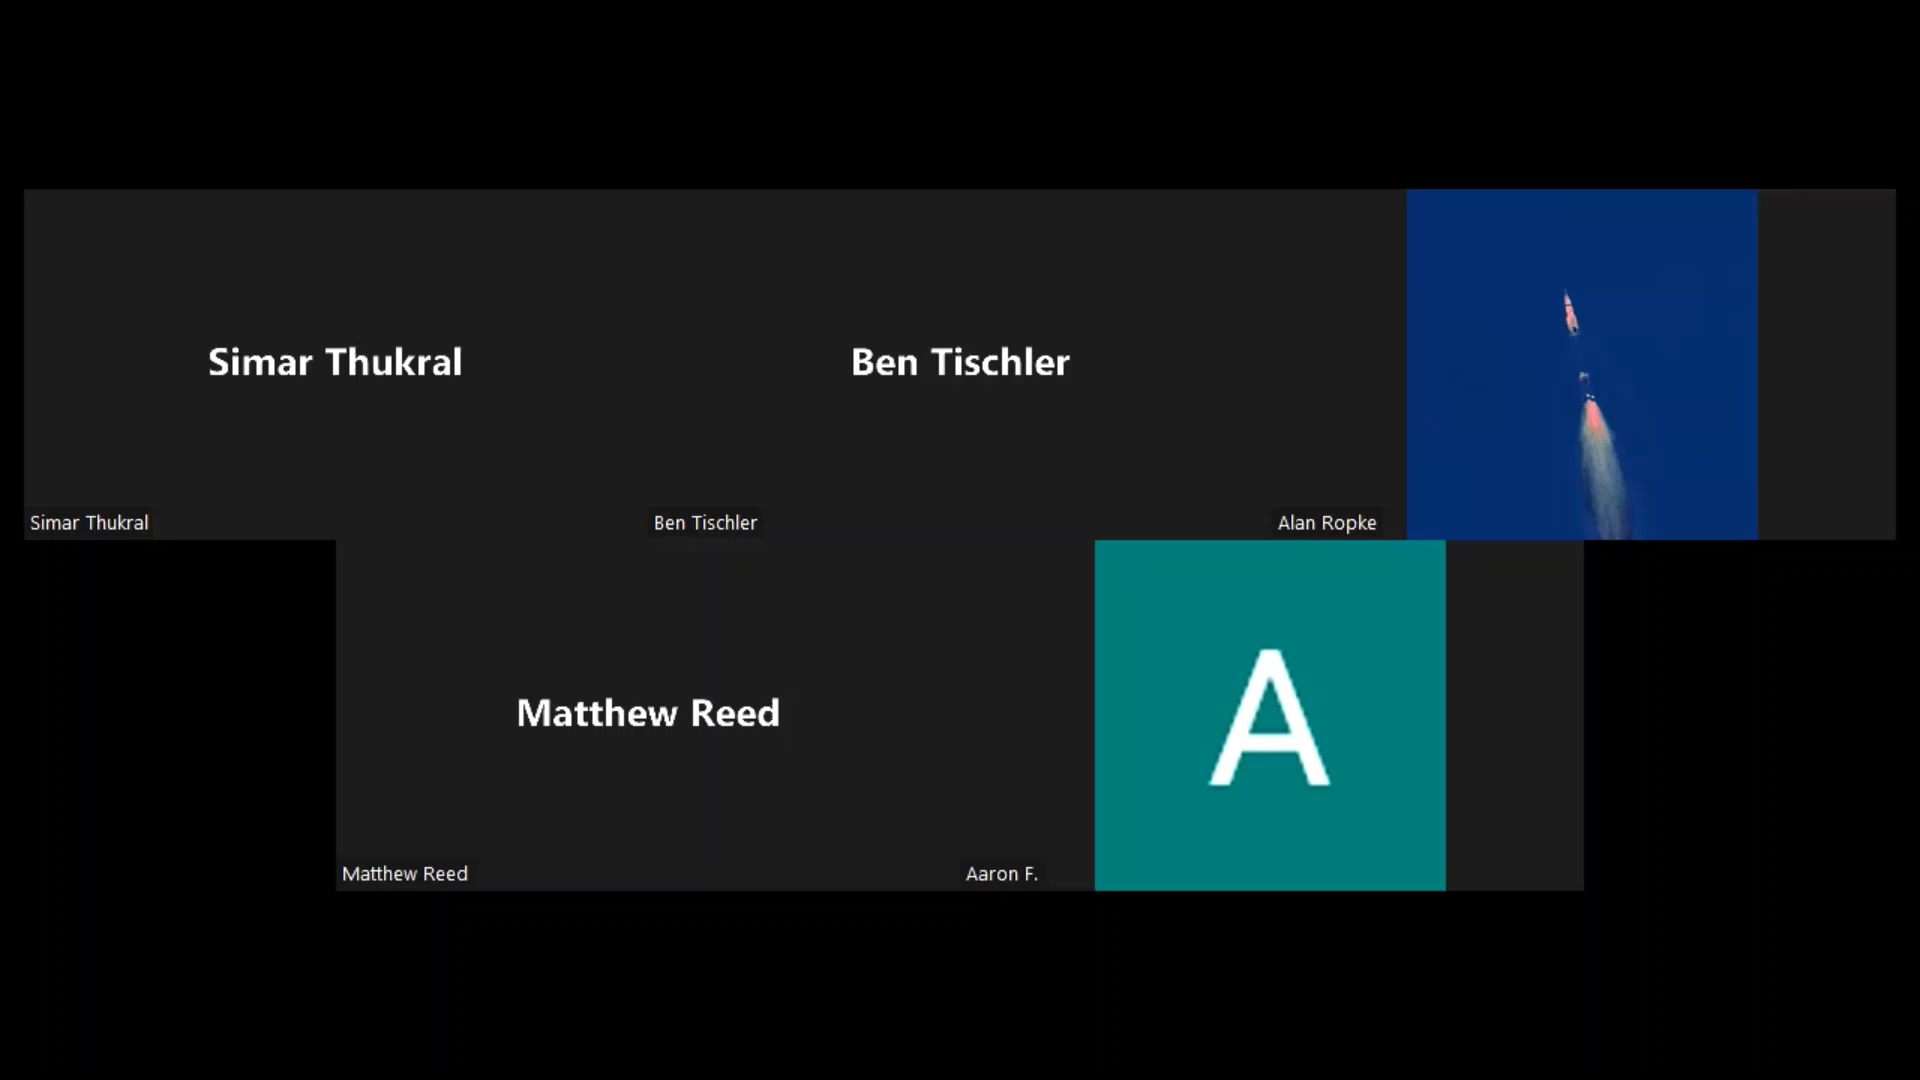 Simar Thukral
Ben Tischler
Simar Thukral
Ben Tischler
Alan Ropke
Matthew Reed
A
Matthew Reed
Aaron F.